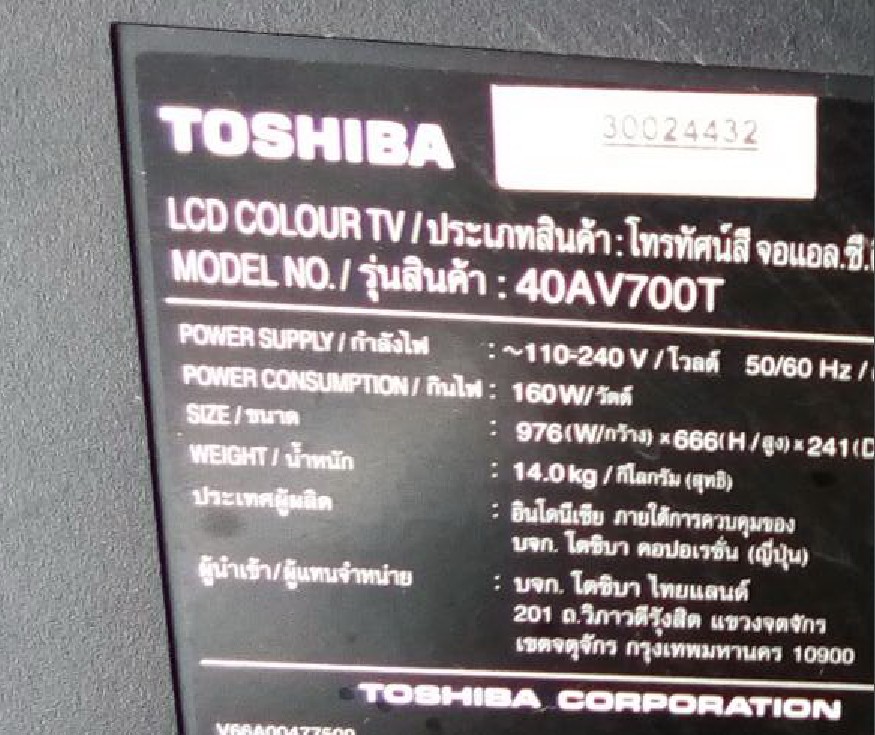 TOSHIBA
30024432
LCD COLOUR TV / ประเภทสินค้า : โทรทัศน์สี จอแอล.ซี.
MODEL NO. / รุ่นสินค้า : 40AV700T
POWER SUPPLY / กำลังไฟ : ~110-240 V / โวลต์ 50/60 Hz /
POWER CONSUMPTION / กินไฟ : 160W/วัตต์
SIZE / ขนาด : 976(W/กว้าง) x 666(H / สูง) x 241(D
WEIGHT / น้ำหนัก : 14.0 kg / กิโลกรัม (สุทธิ)
ประเทศผู้ผลิต : อินโดนีเซีย ภายใต้การควบคุมของ
บจก. โตชิบา คอปอเรชั่น (ญี่ปุ่น)
ผู้นำเข้า/ผู้แทนจำหน่าย : บจก. โตชิบา ไทยแลนด์
201 ถ.วิภาวดีรังสิต แขวงจตุจักร
เขตจตุจักร กรุงเทพมหานคร 10900
TOSHIBA CORPORATION
V66A00477500